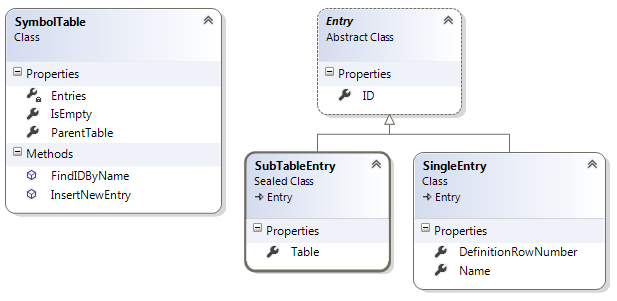 SymbolTable
Class
Properties
Entries
IsEmpty
ParentTable
Methods
FindIDByName
InsertNewEntry
Entry
Abstract Class
Properties
ID
SubTableEntry
Sealed Class
Entry
Properties
Table
SingleEntry
Class
Entry
Properties
DefinitionRowNumber
Name